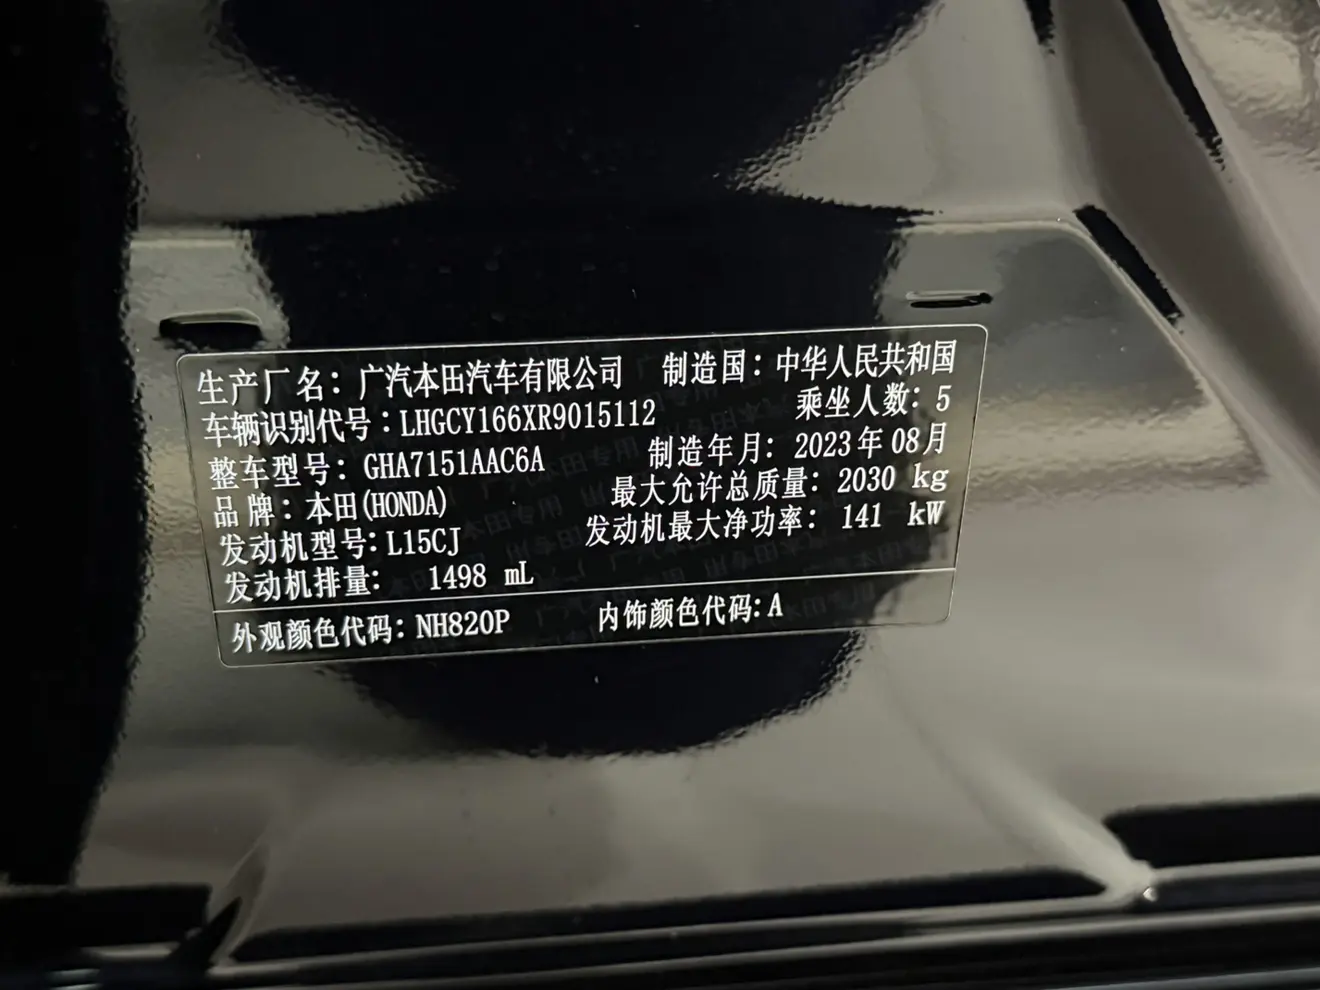 生产厂名：广汽本田汽车有限公司 制造国：中华人民共和国
车辆识别代号：LHGCY166XR9015112 乘坐人数：5
整车型号：GHA7151AAC6A 制造年月：2023年08月
品牌：本田(HONDA) 最大允许总质量：2030 kg
发动机型号：L15CJ 发动机最大净功率：141 kW
发动机排量： 1498 mL
外观颜色代码：NH820P 内饰颜色代码：A